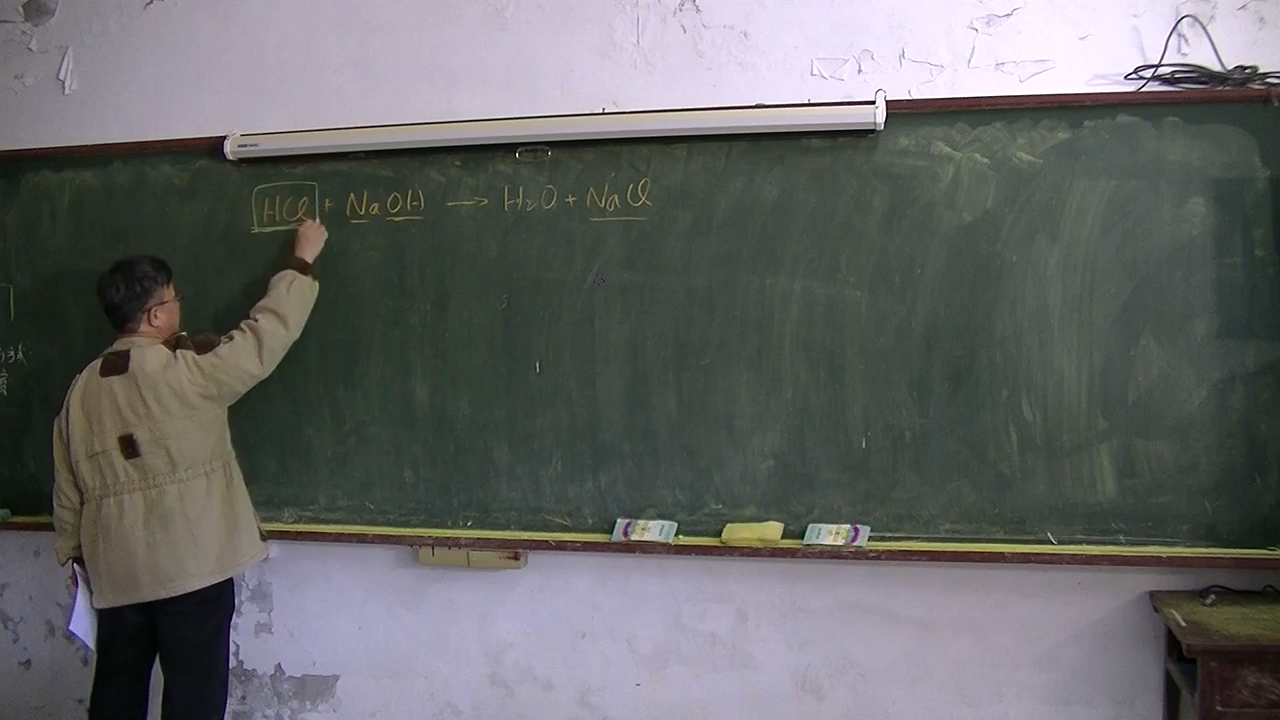 HCl + NaOH → H₂O + NaCl